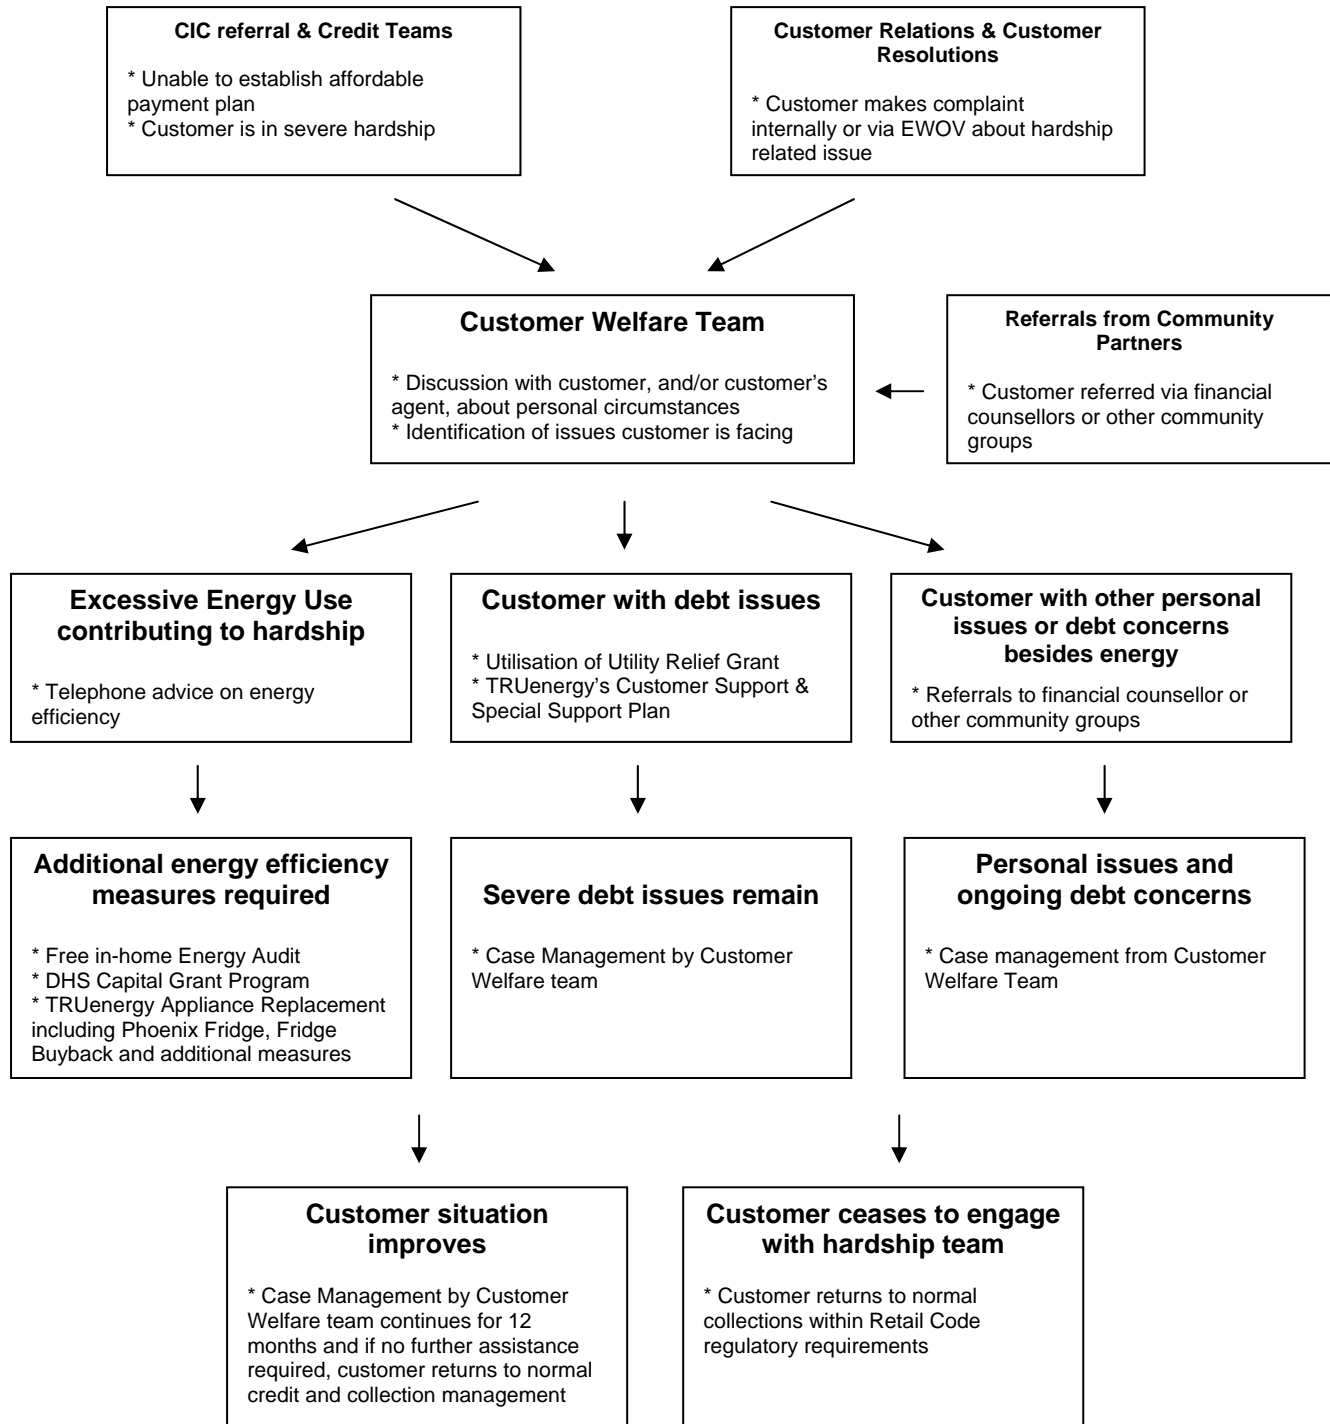 CIC referral & Credit Teams
* Unable to establish affordable
payment plan
* Customer is in severe hardship
Customer Relations & Customer
Resolutions
* Customer makes complaint
internally or via EWOV about hardship
related issue
Customer Welfare Team
* Discussion with customer, and/or customer’s
agent, about personal circumstances
* Identification of issues customer is facing
Referrals from Community
Partners
* Customer referred via financial
counsellors or other community
groups
Excessive Energy Use
contributing to hardship
* Telephone advice on energy
efficiency
Customer with debt issues
* Utilisation of Utility Relief Grant
* TRUenergy’s Customer Support &
Special Support Plan
Customer with other personal
issues or debt concerns
besides energy
* Referrals to financial counsellor or
other community groups
Additional energy efficiency
measures required
* Free in-home Energy Audit
* DHS Capital Grant Program
* TRUenergy Appliance Replacement
including Phoenix Fridge, Fridge
Buyback and additional measures
Severe debt issues remain
* Case Management by Customer
Welfare team
Personal issues and
ongoing debt concerns
* Case management from Customer
Welfare Team
Customer situation
improves
* Case Management by Customer
Welfare team continues for 12
months and if no further assistance
required, customer returns to normal
credit and collection management
Customer ceases to engage
with hardship team
* Customer returns to normal
collections within Retail Code
regulatory requirements